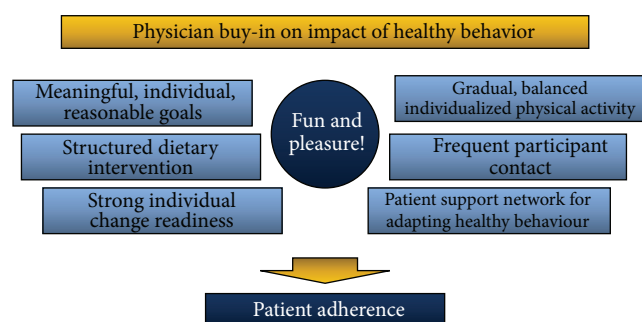 Physician buy-in on impact of healthy behavior
Meaningful, individual,
reasonable goals
Structured dietary
intervention
Strong individual
change readiness
Fun and
pleasure!
Gradual, balanced
individualized physical activity
Frequent participant
contact
Patient support network for
adapting healthy behaviour
Patient adherence